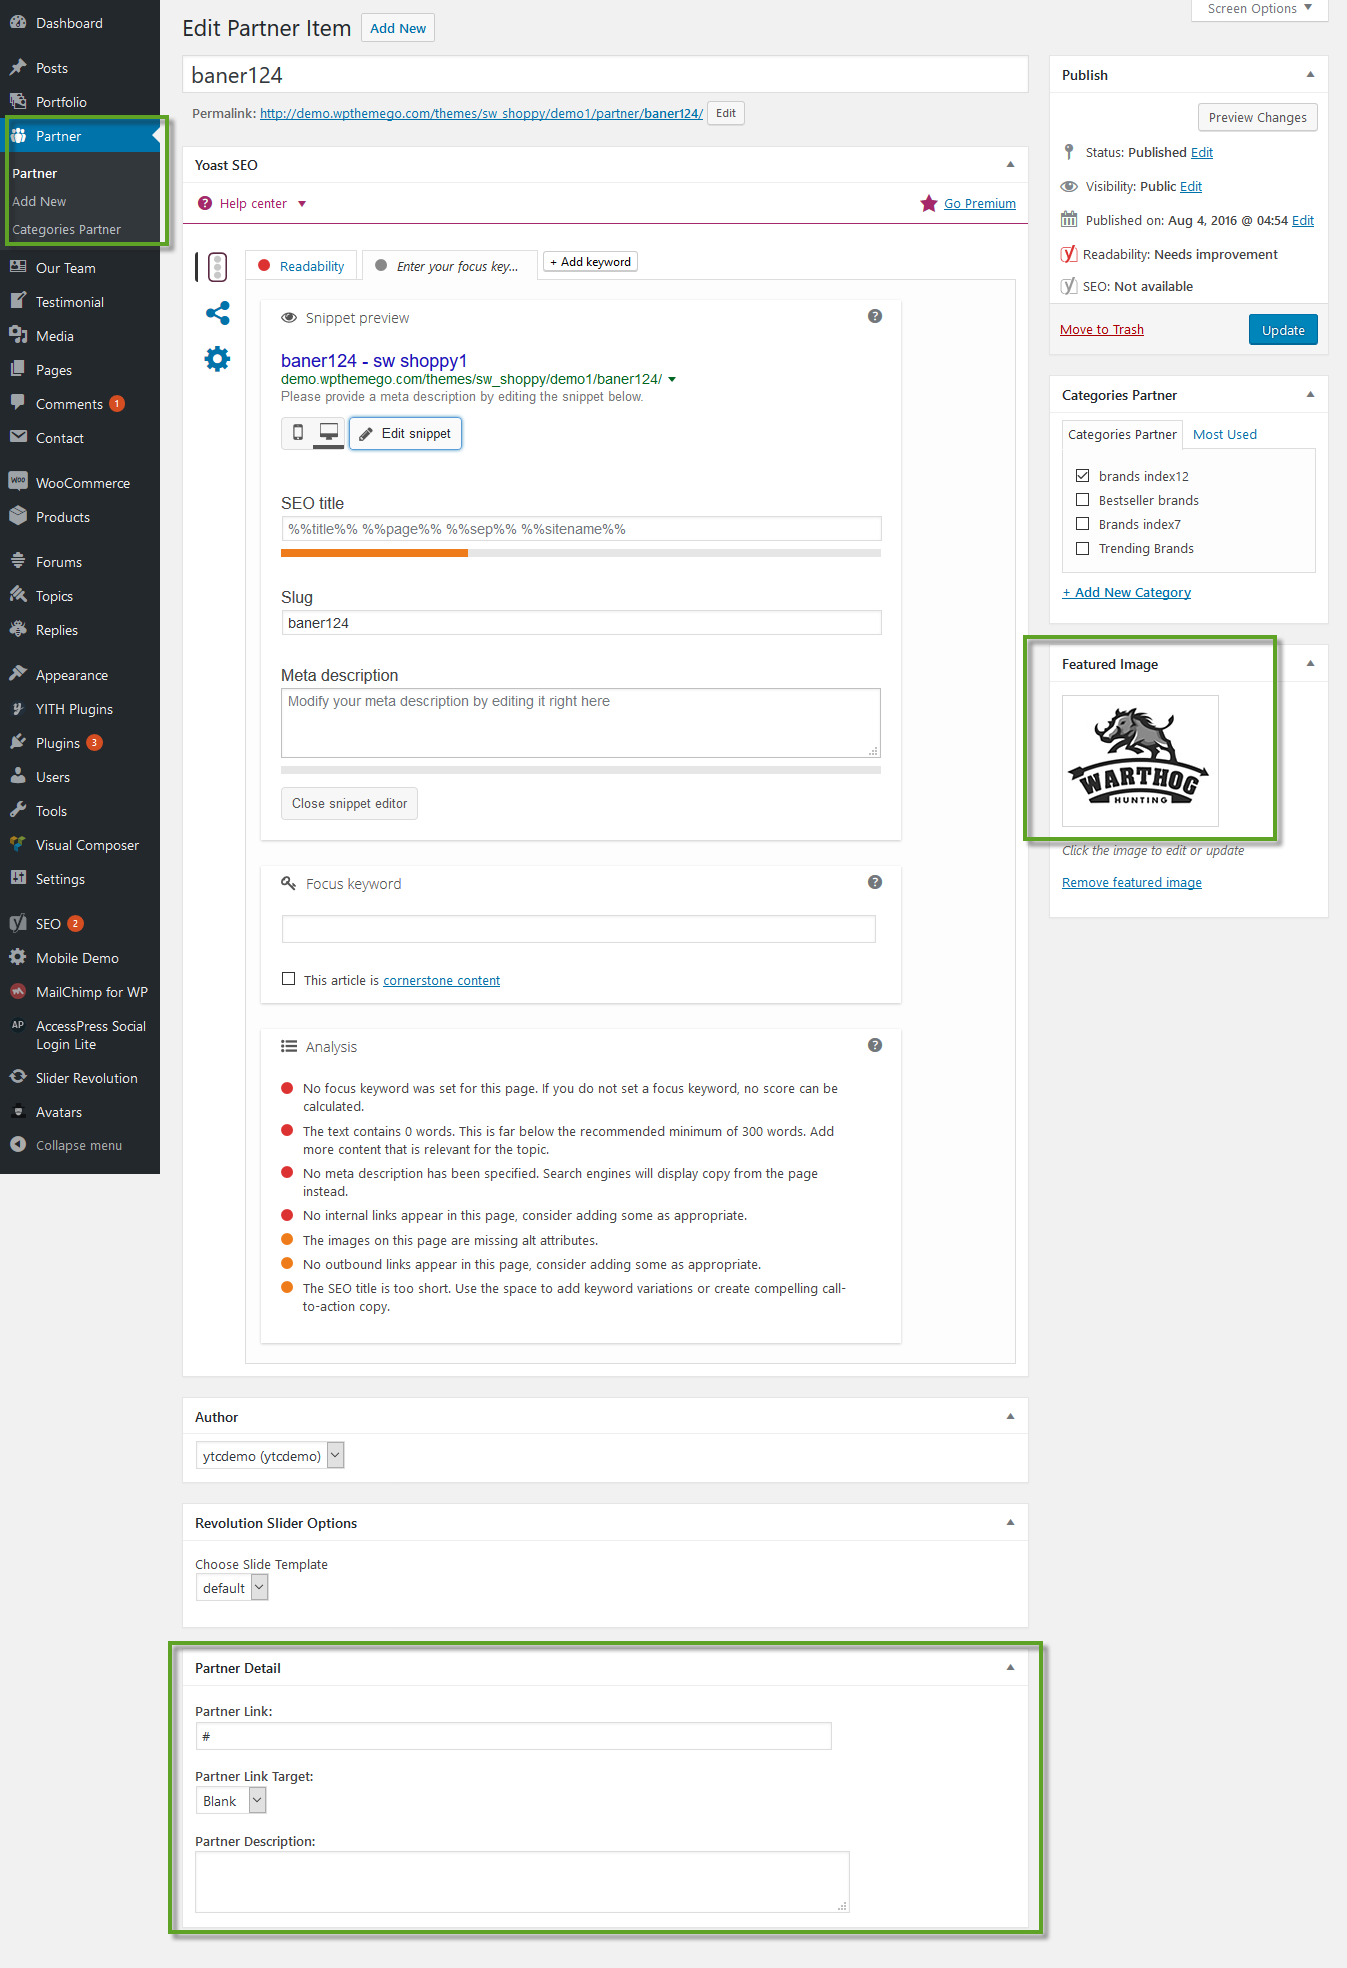 Dashboard
Posts
Portfolio
Partner
Partner
Add New
Categories Partner
Our Team
Testimonial
Media
Pages
Comments 1
Contact
WooCommerce
Products
Forums
Topics
Replies
Appearance
YITH Plugins
Plugins 3
Users
Tools
Visual Composer
Settings
SEO 2
Mobile Demo
MailChimp for WP
AP AccessPress Social
Login Lite
Slider Revolution
Avatars
Collapse menu
Screen Options
Edit Partner Item Add New
baner124
Permalink: http://demo.wpthemego.com/themes/sw_shoppy/demo1/partner/baner124/ Edit
Yoast SEO
Help center
Go Premium
Readability
Enter your focus key...
+ Add keyword
Snippet preview
baner124 - sw shoppy1
demo.wpthemego.com/themes/sw_shoppy/demo1/baner124/
Please provide a meta description by editing the snippet below.
Edit snippet
SEO title
%%title%% %%page%% %%sep%% %%sitename%%
Slug
baner124
Meta description
Modify your meta description by editing it right here
Close snippet editor
Focus keyword
This article is cornerstone content
Analysis
No focus keyword was set for this page. If you do not set a focus keyword, no score can be
calculated.
The text contains 0 words. This is far below the recommended minimum of 300 words. Add
more content that is relevant for the topic.
No meta description has been specified. Search engines will display copy from the page
instead.
No internal links appear in this page, consider adding some as appropriate.
The images on this page are missing alt attributes.
No outbound links appear in this page, consider adding some as appropriate.
The SEO title is too short. Use the space to add keyword variations or create compelling call-
to-action copy.
Author
ytcdemo (ytcdemo)
Revolution Slider Options
Choose Slide Template
default
Partner Detail
Partner Link:
#
Partner Link Target:
Blank
Partner Description:
Publish
Preview Changes
Status: Published Edit
Visibility: Public Edit
Published on: Aug 4, 2016 @ 04:54 Edit
Readability: Needs improvement
SEO: Not available
Move to Trash
Update
Categories Partner
Categories Partner
Most Used
brands index12
Bestseller brands
Brands index7
Trending Brands
+ Add New Category
Featured Image
WARTHOG
HUNTING
Click the image to edit or update
Remove featured image